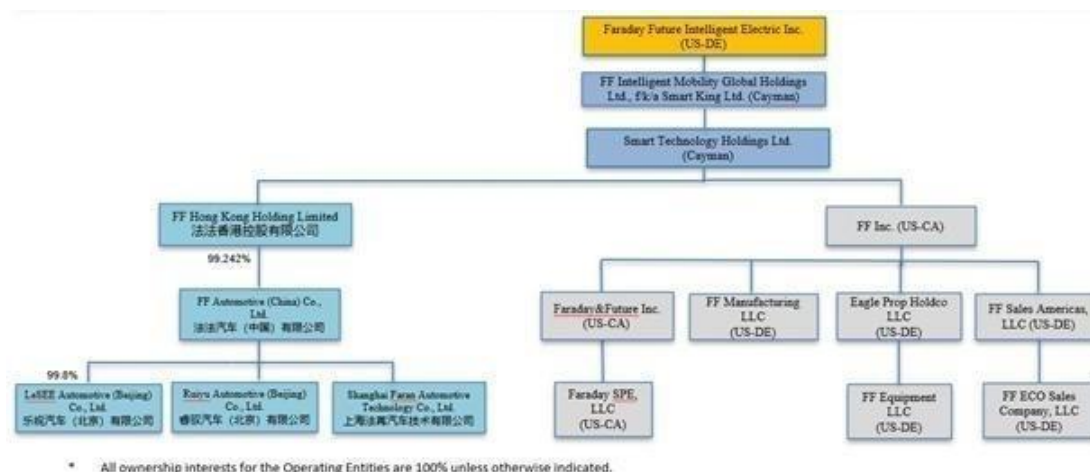 Faraday Future Intelligent Electric Inc.
(US-DE)
FF Intelligent Mobility Global Holdings
Ltd., f/k/a Smart King Ltd. (Cayman)
Smart Technology Holdings Ltd.
(Cayman)
FF Hong Kong Holding Limited
法法香港控股有限公司
FF Inc. (US-CA)
99.242%
FF Automotive (China) Co.,
Ltd.
法法汽车（中国）有限公司
Faraday&Future Inc.
(US-CA)
FF Manufacturing
LLC
(US-DE)
Eagle Prop Holdco
LLC
(US-DE)
FF Sales Americas,
LLC (US-DE)
99.8%
LeSEE Automotive (Beijing)
Co., Ltd.
乐视汽车（北京）有限公司
Ruiyu Automotive (Beijing)
Co., Ltd.
睿驭汽车（北京）有限公司
Shanghai Faran Automotive
Technology Co., Ltd.
上海法冉汽车技术有限公司
Faraday SPE,
LLC
(US-CA)
FF Equipment
LLC
(US-DE)
FF ECO Sales
Company, LLC
(US-DE)
* All ownership interests for the Operating Entities are 100% unless otherwise indicated.